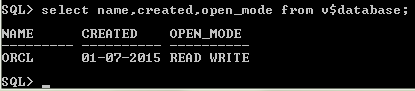 SQL> select name,created,open_mode from v$database;
NAME      CREATED    OPEN_MODE
--------- ---------- ----------
ORCL      01-07-2015 READ WRITE
SQL> _